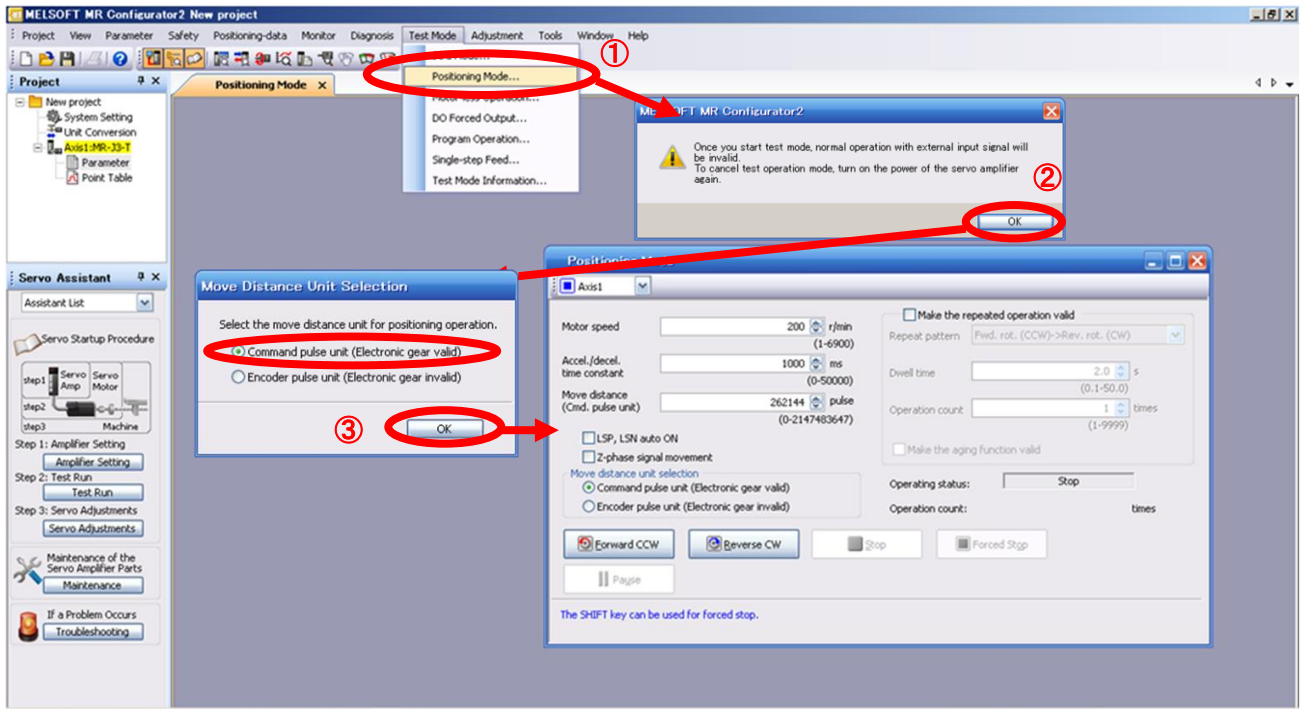 MELSOFT MR Configurator2 New project
Project View Parameter Safety Positioning-data Monitor Diagnosis Test Mode Adjustment Tools Window Help
①
Positioning Mode...
DO Forced Output...
Program Operation...
Single-step Feed...
Test Mode Information...
Project
New project
System Setting
Unit Conversion
Axis1:MR-J3-T
Parameter
Point Table
Positioning Mode
MELSOFT MR Configurator2
Once you start test mode, normal operation with external input signal will
be invalid.
To cancel test operation mode, turn on the power of the servo amplifier
again.
②
OK
Servo Assistant
Assistant List
Servo Startup Procedure
step1 Servo Amp Servo Motor
step2
step3 Machine
Step 1: Amplifier Setting
Amplifier Setting
Step 2: Test Run
Test Run
Step 3: Servo Adjustments
Servo Adjustments
Maintenance of the
Servo Amplifier Parts
Maintenance
If a Problem Occurs
Troubleshooting
Move Distance Unit Selection
Select the move distance unit for positioning operation.
Command pulse unit (Electronic gear valid)
Encoder pulse unit (Electronic gear invalid)
③
OK
Positioning
Axis1
Motor speed 200 r/min
(1-6900)
Accel./decel.
time constant 1000 ms
(0-50000)
Move distance
(Cmd. pulse unit) 262144 pulse
(0-2147483647)
LSP, LSN auto ON
Z-phase signal movement
Move distance unit selection
Command pulse unit (Electronic gear valid)
Encoder pulse unit (Electronic gear invalid)
Make the repeated operation valid
Repeat pattern Fwd. rot. (CCW)->Rev. rot. (CW)
Dwell time 2.0 s
(0.1-50.0)
Operation count 1 times
(1-9999)
Make the aging function valid
Operating status: Stop
Operation count: times
Forward CCW Reverse CW Stop Forced Stop
Pause
The SHIFT key can be used for forced stop.